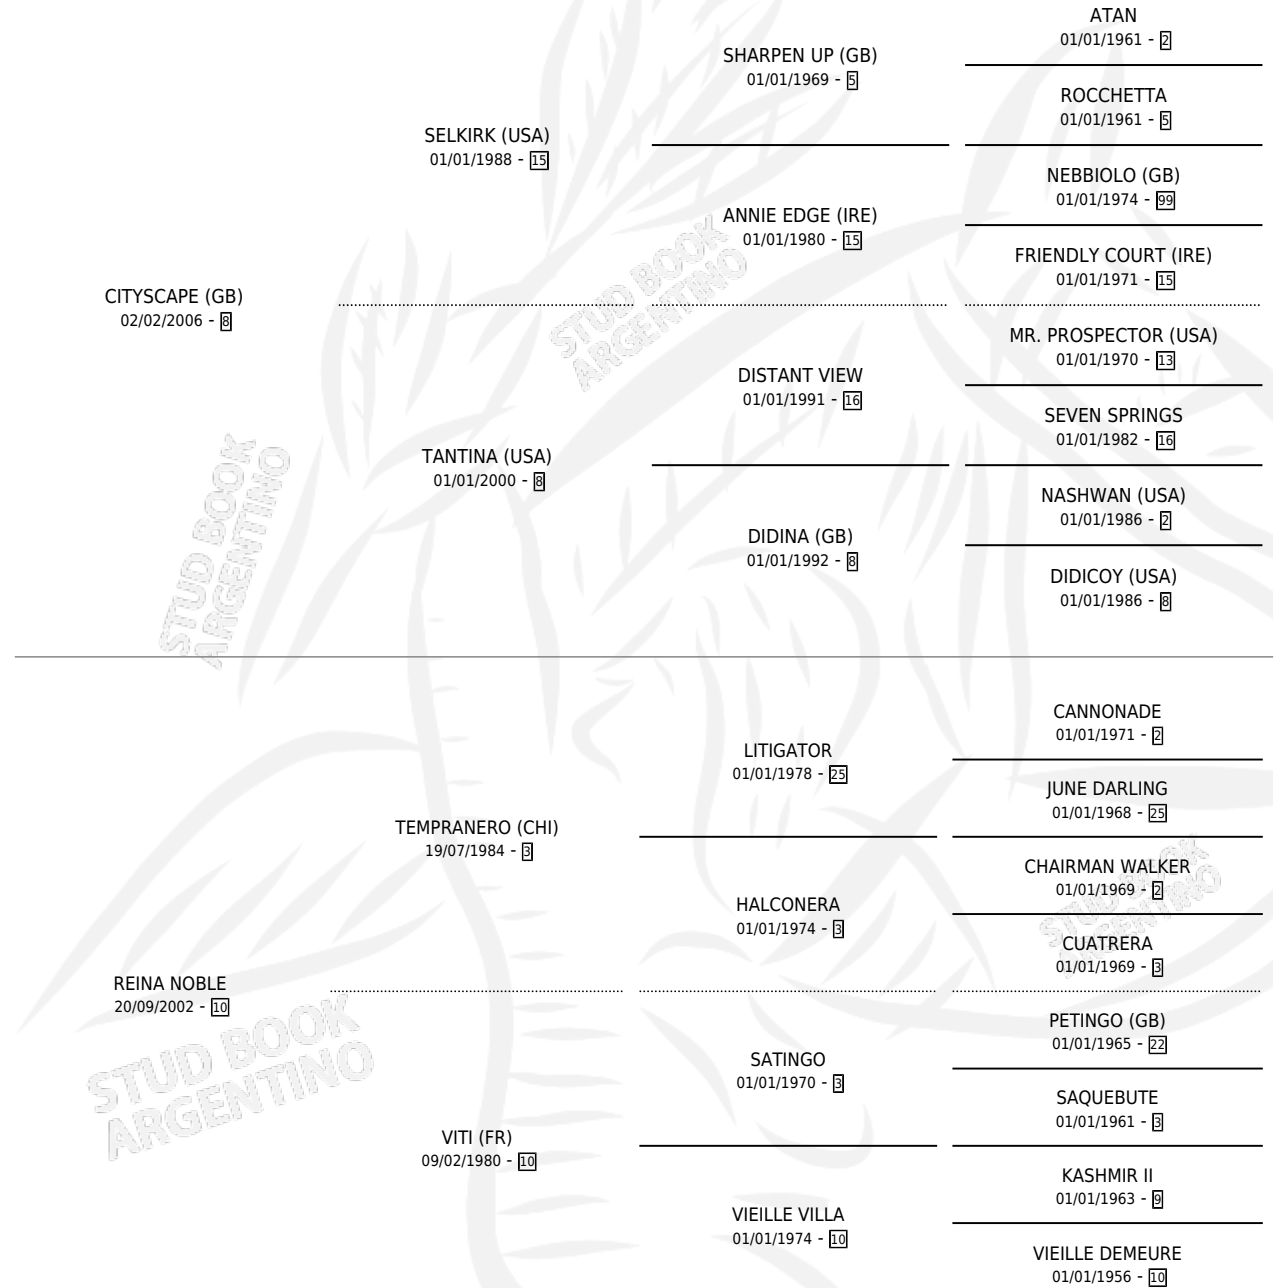 ATAN
01/01/1961 - 2
SHARPEN UP (GB)
01/01/1969 - 5
ROCCHETTA
01/01/1961 - 5
SELKIRK (USA)
01/01/1988 - 15
NEBBIOLO (GB)
01/01/1974 - 99
ANNIE EDGE (IRE)
01/01/1980 - 15
FRIENDLY COURT (IRE)
01/01/1971 - 15
CITYSCAPE (GB)
02/02/2006 - 8
STUD BOOK
ARGENTINO
MR. PROSPECTOR (USA)
01/01/1970 - 13
DISTANT VIEW
01/01/1991 - 16
SEVEN SPRINGS
01/01/1982 - 16
TANTINA (USA)
01/01/2000 - 8
NASHWAN (USA)
01/01/1986 - 2
DIDINA (GB)
01/01/1992 - 8
DIDICOY (USA)
01/01/1986 - 8
STUD BOOK
ARGENTINO
CANNONADE
01/01/1971 - 2
LITIGATOR
01/01/1978 - 25
JUNE DARLING
01/01/1968 - 25
TEMPRANERO (CHI)
19/07/1984 - 3
CHAIRMAN WALKER
01/01/1969 - 2
HALCONERA
01/01/1974 - 3
CUATRERA
01/01/1969 - 3
STUD BOOK
ARGENTINO
REINA NOBLE
20/09/2002 - 10
PETINGO (GB)
01/01/1965 - 22
SATINGO
01/01/1970 - 3
SAQUEBUTE
01/01/1961 - 3
STUD BOOK
ARGENTINO
VITI (FR)
09/02/1980 - 10
KASHMIR II
01/01/1963 - 9
VIEILLE VILLA
01/01/1974 - 10
VIEILLE DEMEURE
01/01/1956 - 10